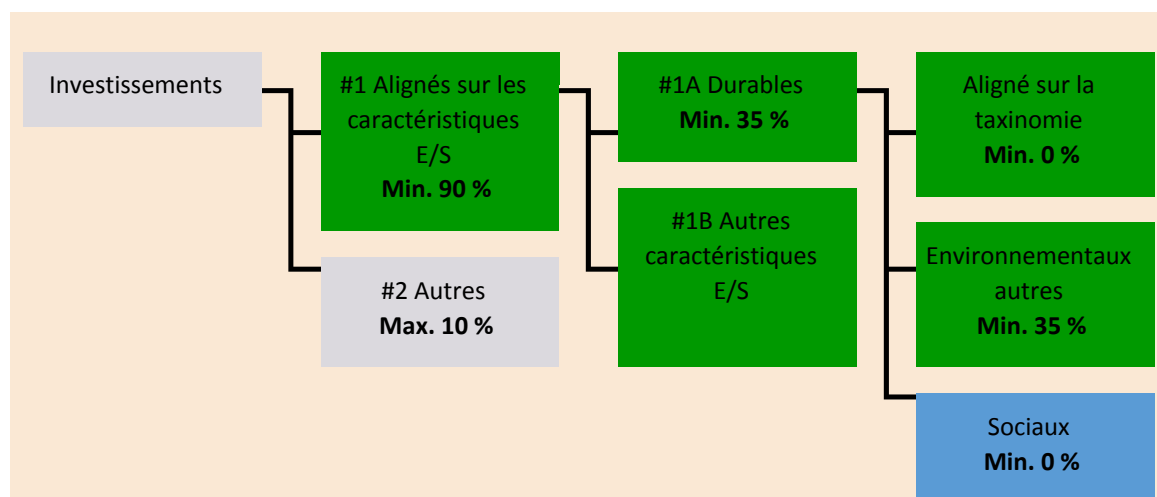 Investissements
#1 Alignés sur les
caractéristiques
E/S
Min. 90 %
#2 Autres
Max. 10 %
#1A Durables
Min. 35 %
#1B Autres
caractéristiques
E/S
Aligné sur la
taxinomie
Min. 0 %
Environnementaux
autres
Min. 35 %
Sociaux
Min. 0 %